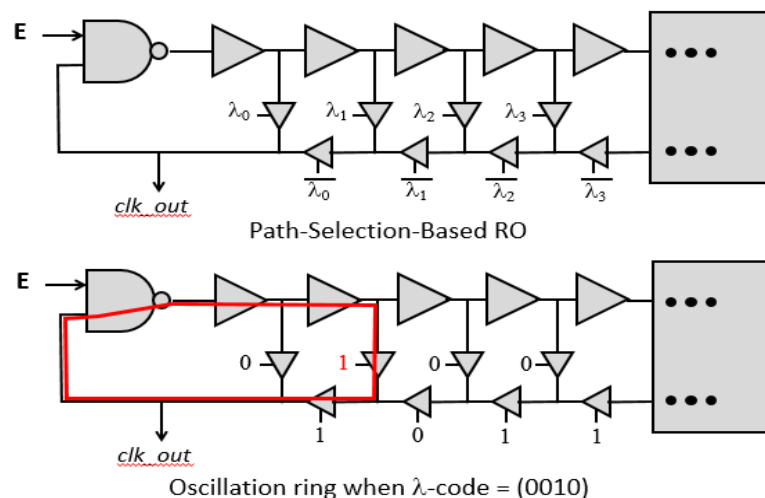 E
λ0 λ1 λ2 λ3
λ0 λ1 λ2 λ3
clk_out
Path-Selection-Based RO
E
0 1 0 0
1 0 1 1
clk_out
Oscillation ring when λ-code = (0010)